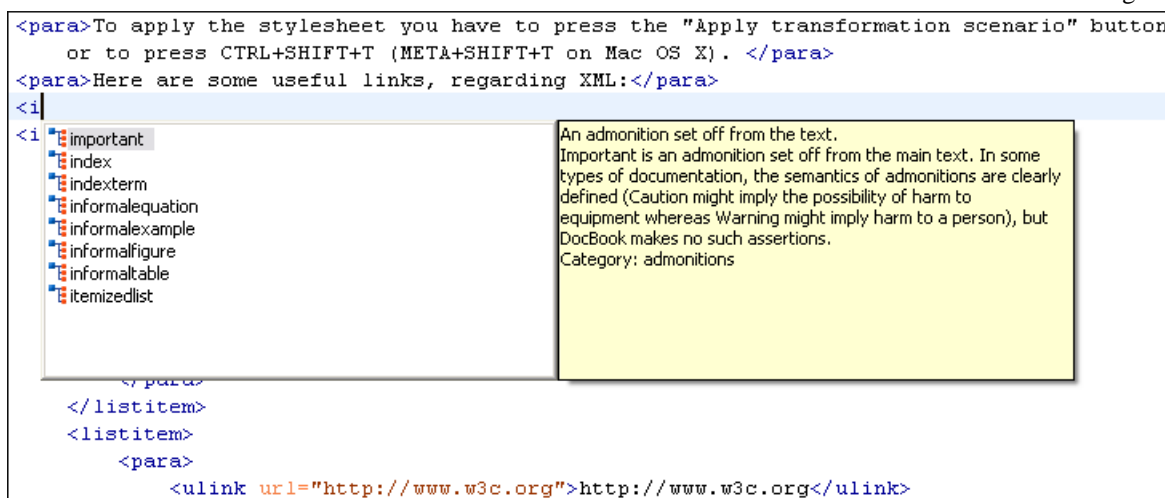 <para>To apply the stylesheet you have to press the "Apply transformation scenario" button
or to press CTRL+SHIFT+T (META+SHIFT+T on Mac OS X). </para>
<para>Here are some useful links, regarding XML:</para>
<i
<i
important
index
indexterm
informalequation
informalexample
informalfigure
informaltable
itemizedlist
An admonition set off from the text.
Important is an admonition set off from the main text. In some
types of documentation, the semantics of admonitions are clearly
defined (Caution might imply the possibility of harm to
equipment whereas Warning might imply harm to a person), but
DocBook makes no such assertions.
Category: admonitions
</para>
</listitem>
<listitem>
<para>
<ulink url="http://www.w3c.org">http://www.w3c.org</ulink>